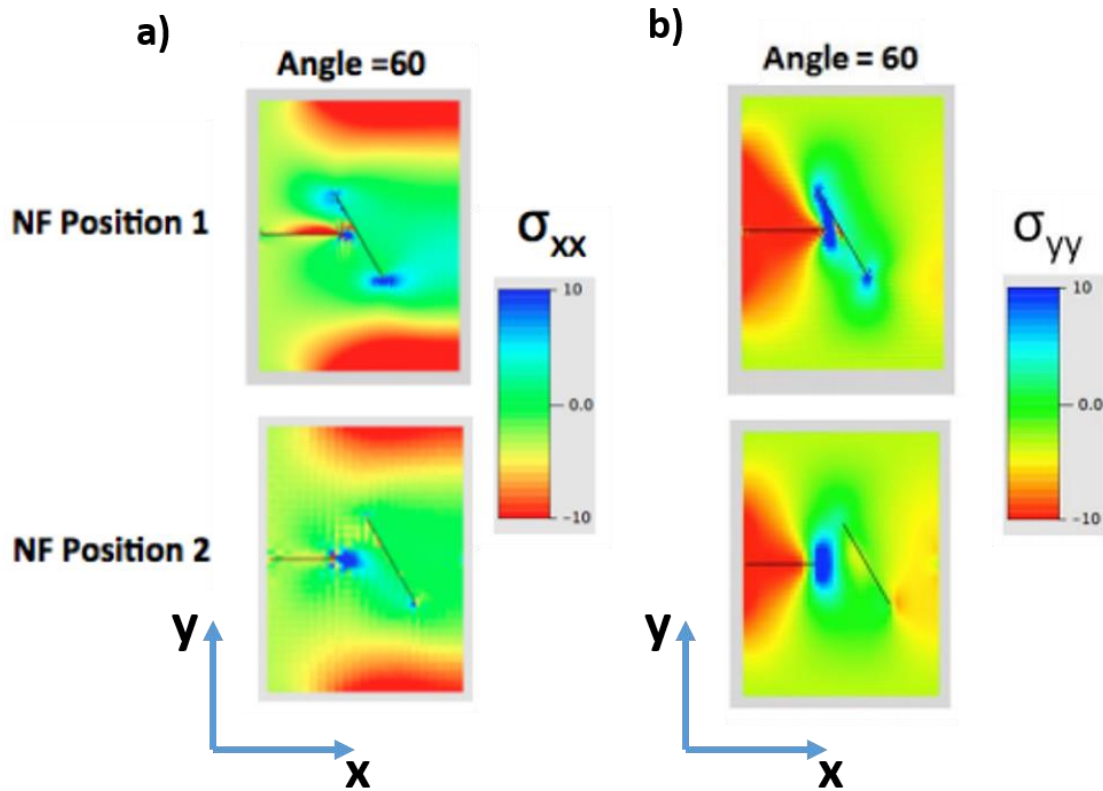 a)
Angle =60
b)
Angle = 60
NF Position 1
σxx
10
0.0
−10
σyy
10
0.0
−10
NF Position 2
y
x
y
x